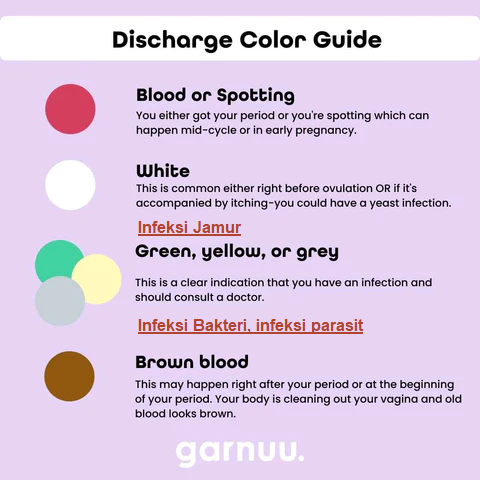 Discharge Color Guide
Blood or Spotting
You either got your period or you're spotting which can
happen mid-cycle or in early pregnancy.
White
This is common either right before ovulation OR if it's
accompanied by itching-you could have a yeast infection.
Infeksi Jamur
Green, yellow, or grey
This is a clear indication that you have an infection and
should consult a doctor.
Infeksi Bakteri, infeksi parasit
Brown blood
This may happen right after your period or at the beginning
of your period. Your body is cleaning out your vagina and old
blood looks brown.
garnuu.